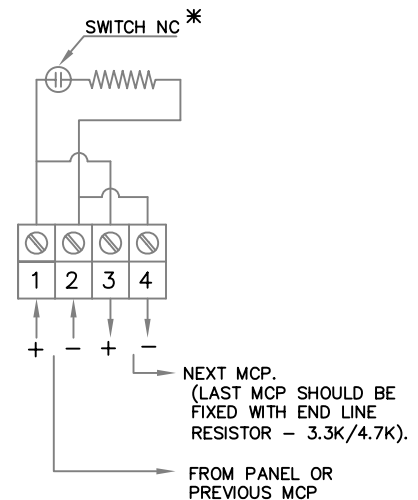 SWITCH NC *
1 2 3 4
+ − + −
NEXT MCP.
(LAST MCP SHOULD BE
FIXED WITH END LINE
RESISTOR − 3.3K/4.7K).
FROM PANEL OR
PREVIOUS MCP